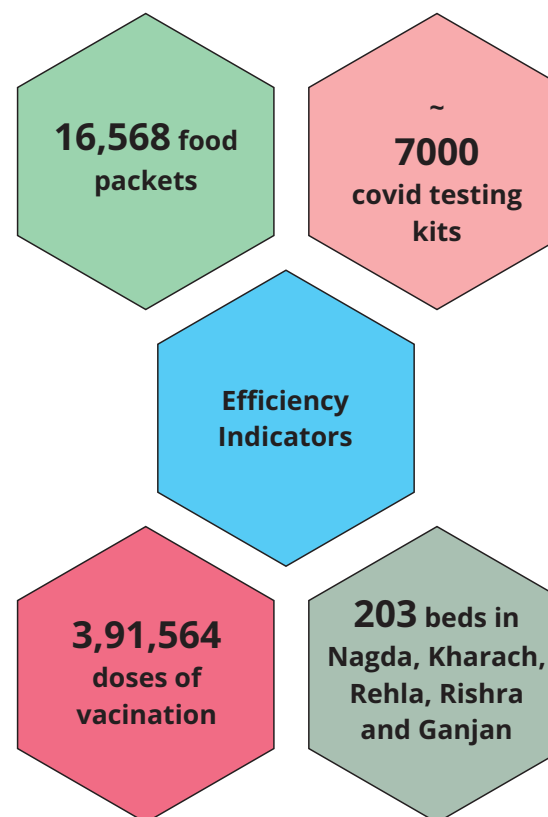 16,568 food
packets
~
7000
covid testing
kits
Efficiency
Indicators
3,91,564
doses of
vacination
203 beds in
Nagda, Kharach,
Rehla, Rishra
and Ganjan